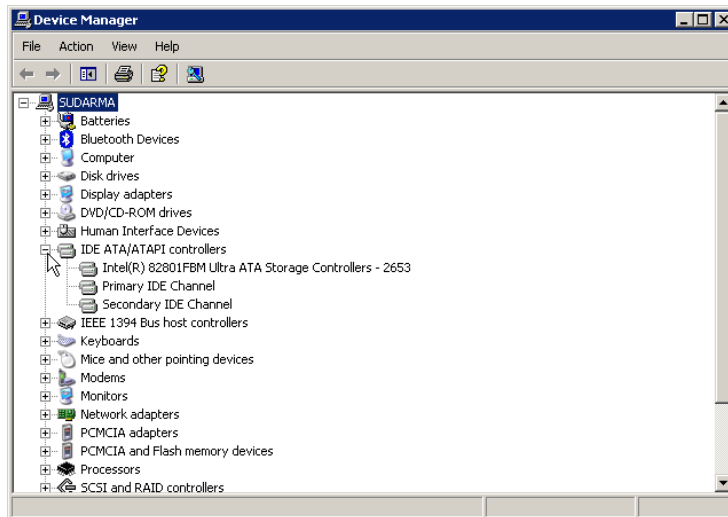 Device Manager
File Action View Help
SUDARMA
Batteries
Bluetooth Devices
Computer
Disk drives
Display adapters
DVD/CD-ROM drives
Human Interface Devices
IDE ATA/ATAPI controllers
Intel(R) 82801FBM Ultra ATA Storage Controllers - 2653
Primary IDE Channel
Secondary IDE Channel
IEEE 1394 Bus host controllers
Keyboards
Mice and other pointing devices
Modems
Monitors
Network adapters
PCMCIA adapters
PCMCIA and Flash memory devices
Processors
SCSI and RAID controllers